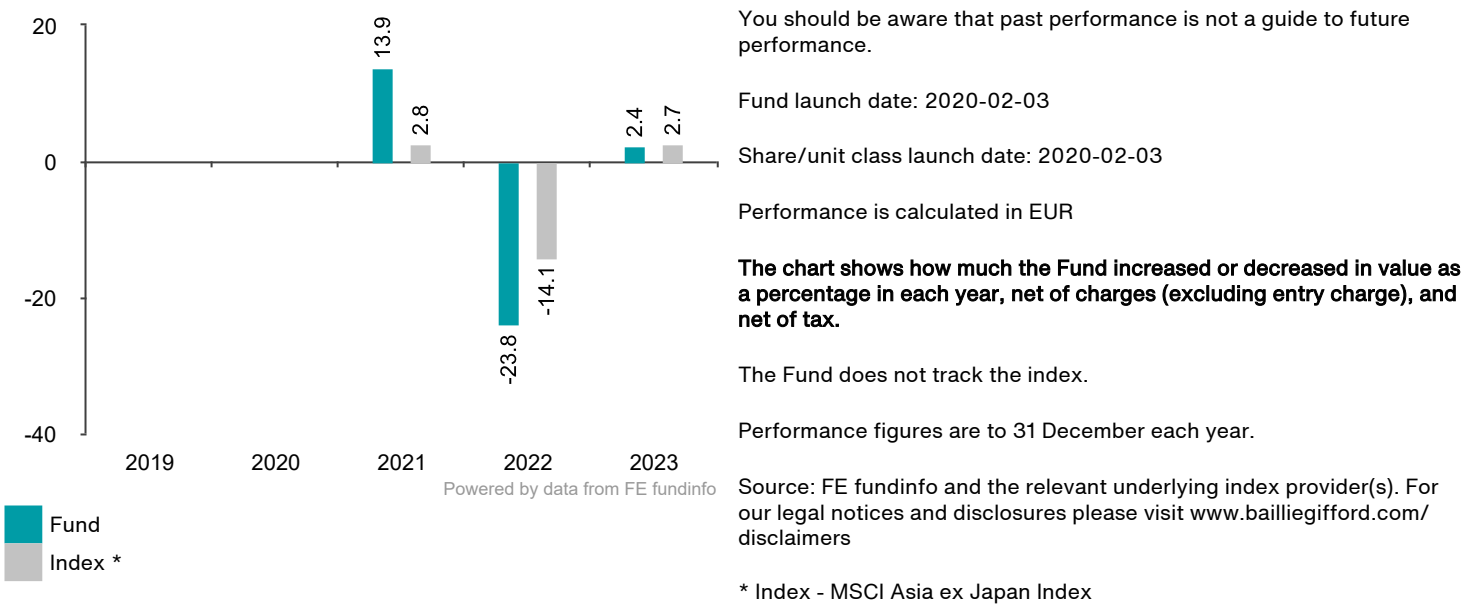 20
0
-20
-40
13.9
2.8
-23.8
-14.1
2.4
2.7
2019 2020 2021 2022 2023
Powered by data from FE fundinfo
Fund
Index *
You should be aware that past performance is not a guide to future
performance.
Fund launch date: 2020-02-03
Share/unit class launch date: 2020-02-03
Performance is calculated in EUR
The chart shows how much the Fund increased or decreased in value as
a percentage in each year, net of charges (excluding entry charge), and
net of tax.
The Fund does not track the index.
Performance figures are to 31 December each year.
Source: FE fundinfo and the relevant underlying index provider(s). For
our legal notices and disclosures please visit www.bailliegifford.com/
disclaimers
* Index - MSCI Asia ex Japan Index